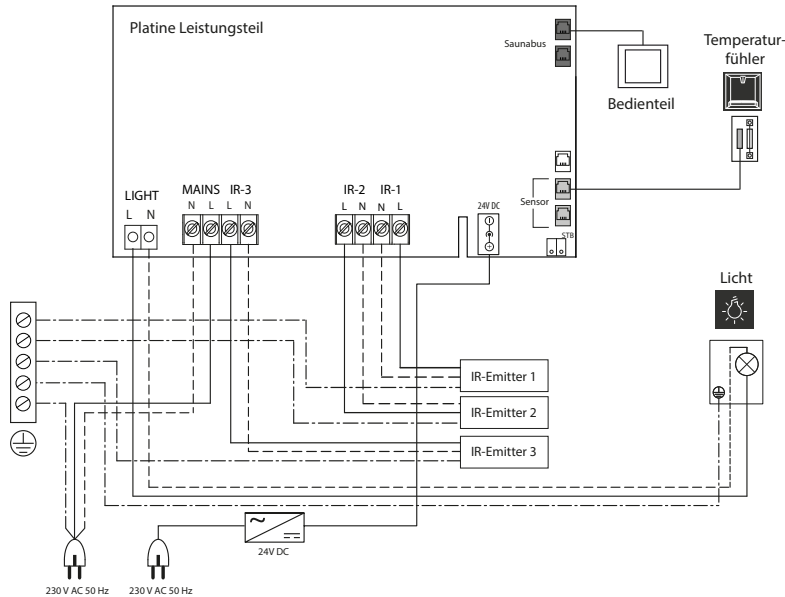 Platine Leistungsteil
Saunabus
Bedienteil
Temperatur-
fühler
LIGHT
L N
MAINS IR-3
N L L N
IR-2 IR-1
L N N L
24V DC
Sensor
STB
Licht
IR-Emitter 1
IR-Emitter 2
IR-Emitter 3
24V DC
230 V AC 50 Hz
230 V AC 50 Hz